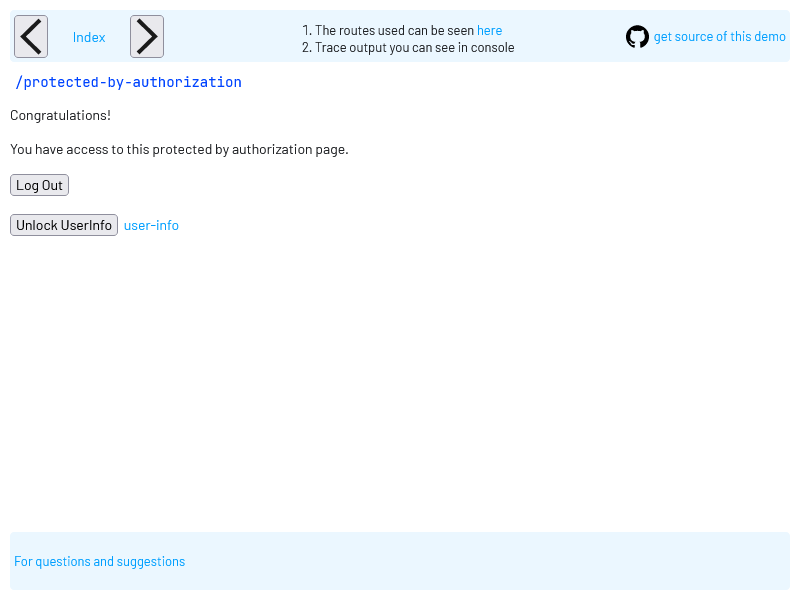 Index
1. The routes used can be seen here
2. Trace output you can see in console
get source of this demo
/protected-by-authorization
Congratulations!
You have access to this protected by authorization page.
Log Out
Unlock UserInfo user-info
For questions and suggestions